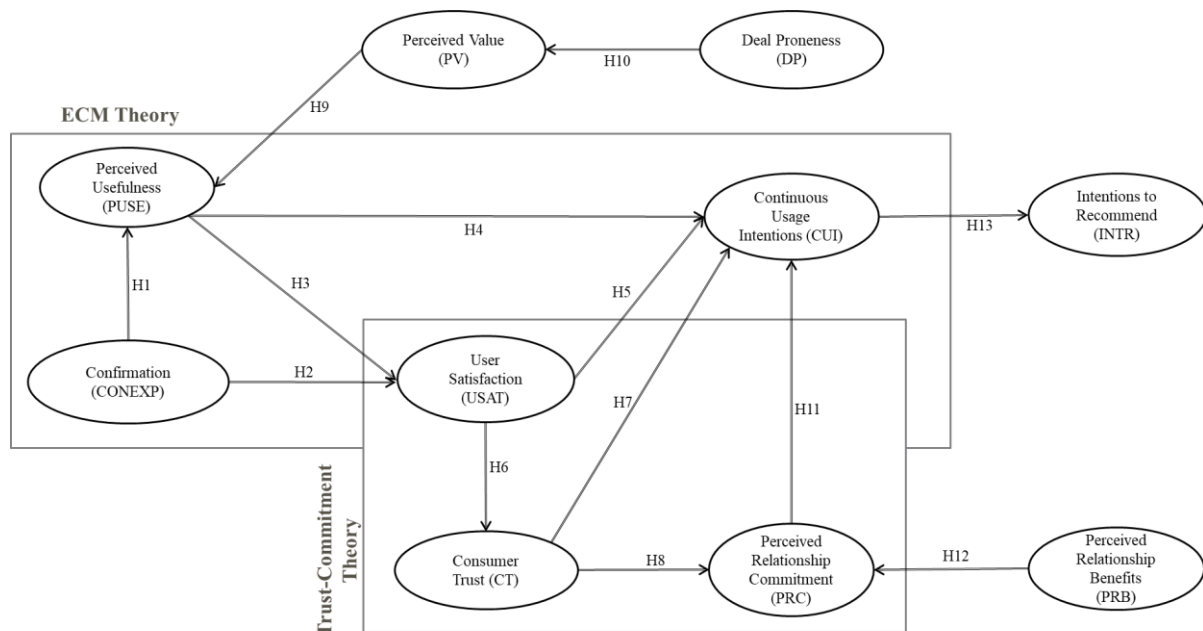 Perceived Value
(PV)
H10
Deal Proneness
(DP)
H9
ECM Theory
Perceived
Usefulness
(PUSE)
Continuous
Usage
Intentions (CUI)
Intentions to
Recommend
(INTR)
H4
H13
H1
H3
H5
Confirmation
(CONEXP)
H2
User
Satisfaction
(USAT)
H7
H11
H6
Trust-Commitment
Theory
Consumer
Trust (CT)
H8
Perceived
Relationship
Commitment
(PRC)
H12
Perceived
Relationship
Benefits
(PRB)